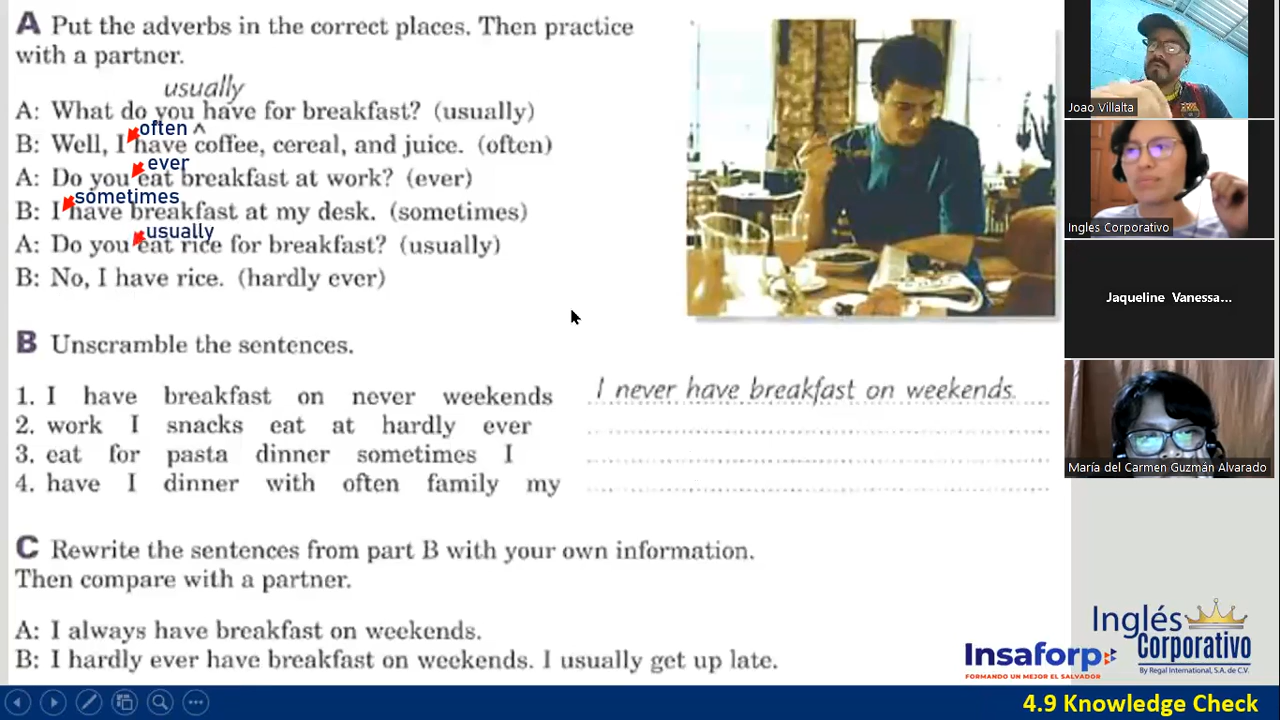 A Put the adverbs in the correct places. Then practice
with a partner.
usually
A: What do you have for breakfast? (usually)
often ^
B: Well, I have coffee, cereal, and juice. (often)
ever
A: Do you eat breakfast at work? (ever)
sometimes
B: I have breakfast at my desk. (sometimes)
usually
A: Do you eat rice for breakfast? (usually)
B: No, I have rice. (hardly ever)
B Unscramble the sentences.
1. I have breakfast on never weekends I never have breakfast on weekends.
2. work I snacks eat at hardly ever
3. eat for pasta dinner sometimes I
4. have I dinner with often family my
C Rewrite the sentences from part B with your own information.
Then compare with a partner.
A: I always have breakfast on weekends.
B: I hardly ever have breakfast on weekends. I usually get up late.
Joao Villalta
Ingles Corporativo
Jaqueline Vanessa...
María del Carmen Guzmán Alvarado
Insaforp
FORMANDO UN MEJOR EL SALVADOR
Inglés
Corporativo
By Regal International, S.A. de C.V.
4.9 Knowledge Check